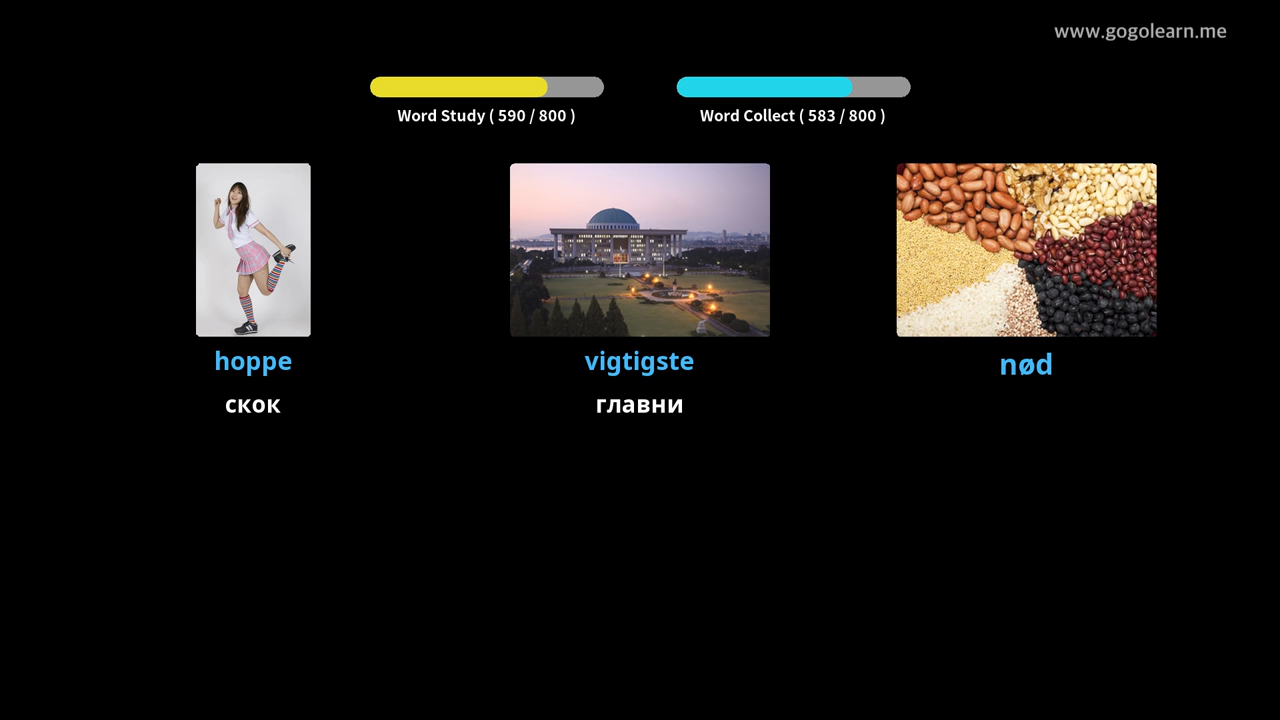 www.gogolearn.me
Word Study ( 590 / 800 )
Word Collect ( 583 / 800 )
hoppe
vigtigste
nød
скок
главни